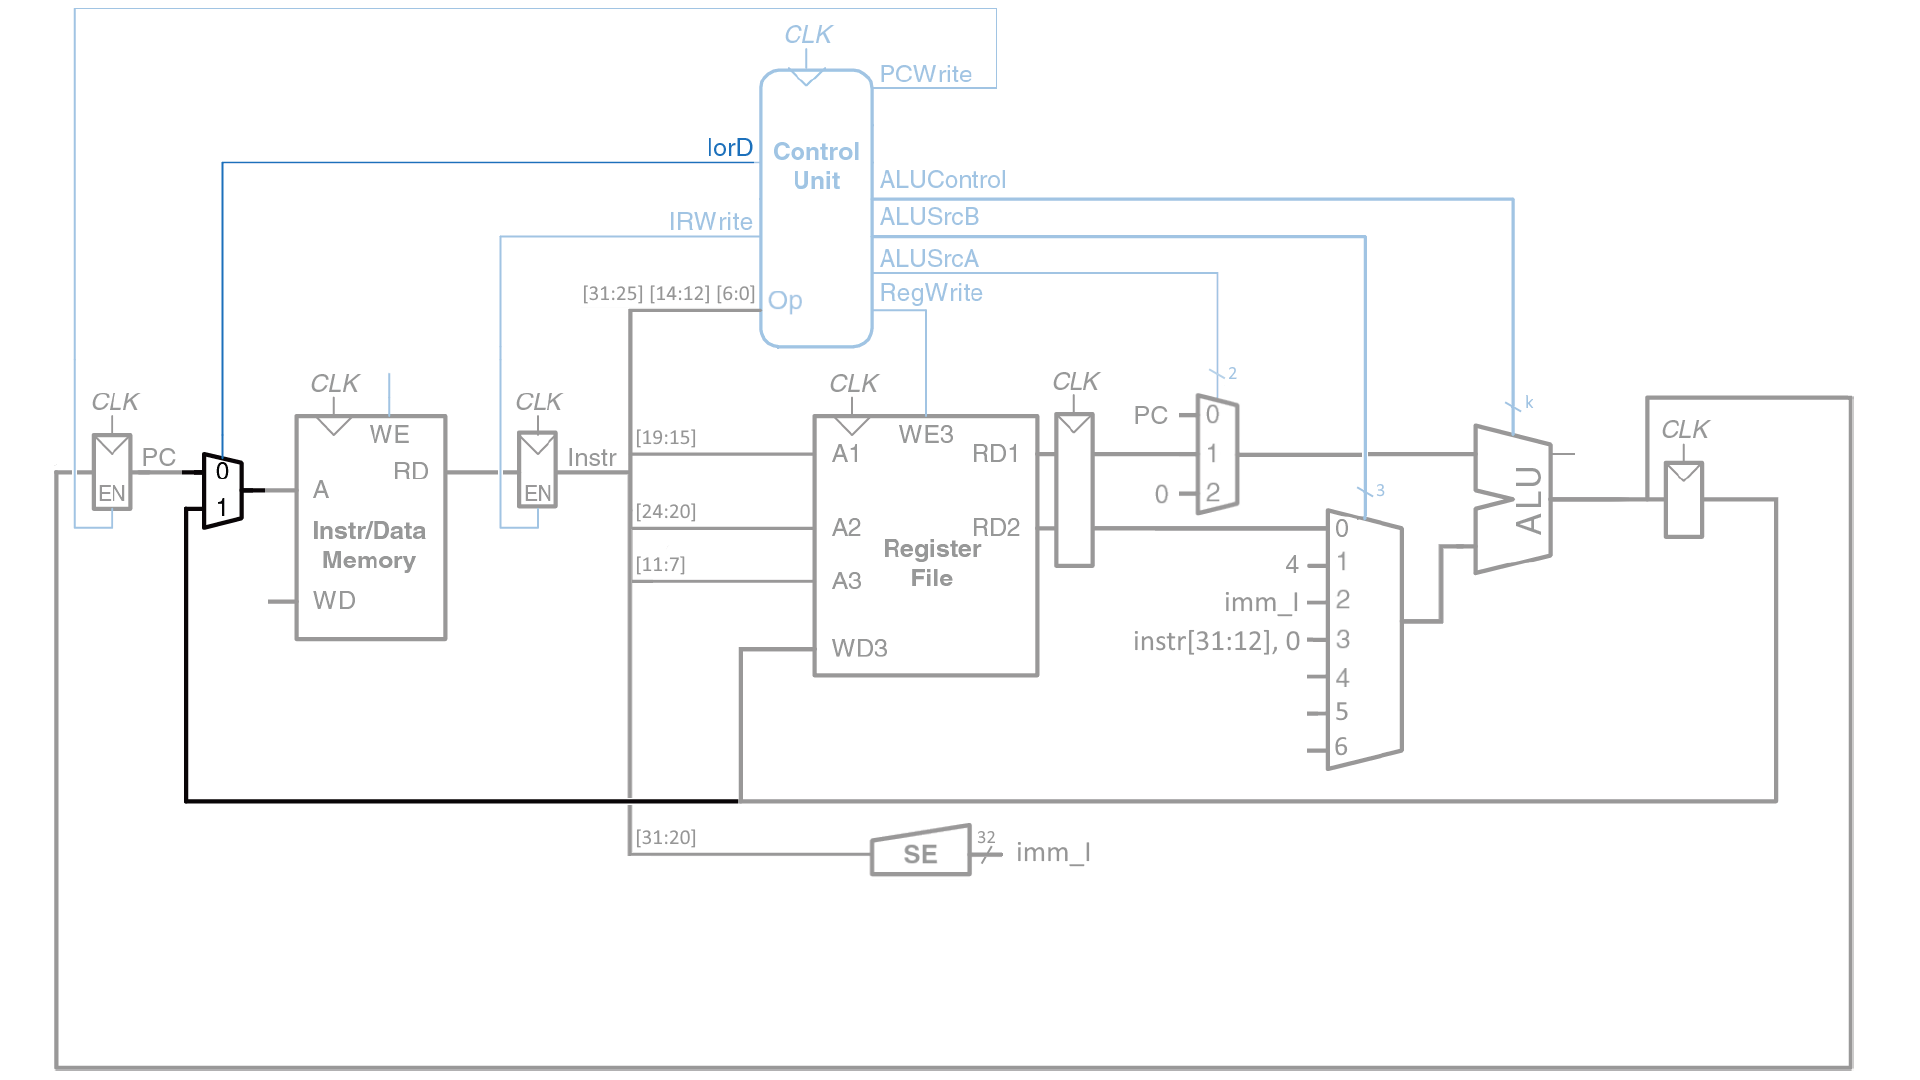 CLK
PCWrite
IorD
Control
Unit
ALUControl
IRWrite
ALUSrcB
ALUSrcA
[31:25] [14:12] [6:0]
Op
RegWrite
CLK
PC
EN
0
1
CLK
WE
RD
A
Instr/Data
Memory
WD
CLK
EN
Instr
[19:15]
[24:20]
[11:7]
CLK
WE3
A1
RD1
A2
RD2
Register
File
A3
WD3
CLK
2
PC
0
1
0
2
3
0
4
1
imm_I
2
instr[31:12], 0
3
4
5
6
k
ALU
CLK
[31:20]
SE
32
imm_I